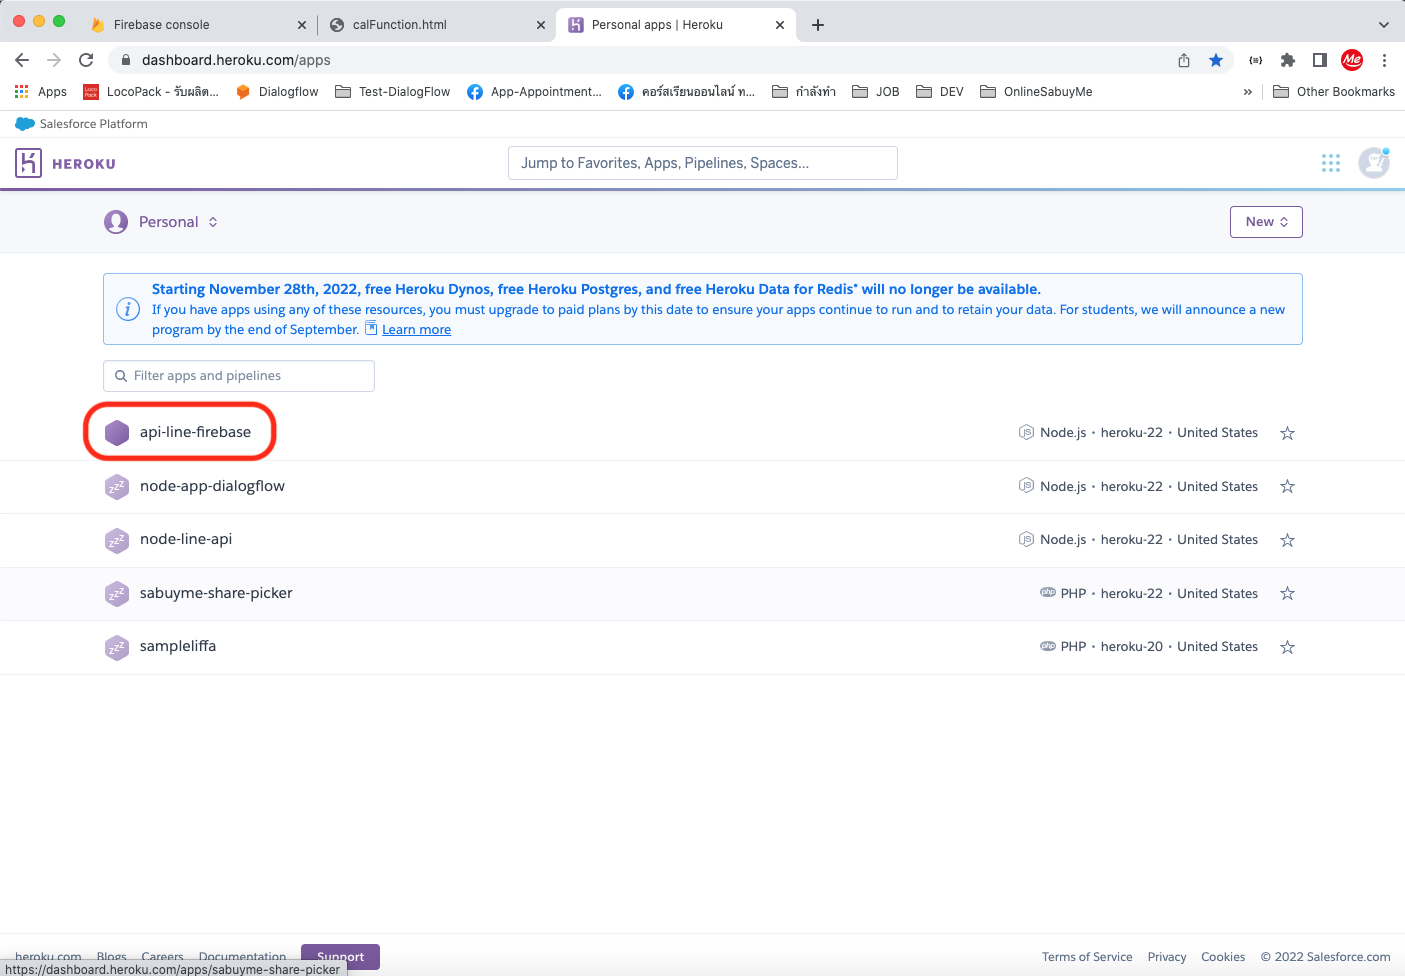 Firebase console
calFunction.html
Personal apps | Heroku
dashboard.heroku.com/apps
Apps
LocoPack - รับผลิต...
Dialogflow
Test-DialogFlow
App-Appointment...
คอร์สเรียนออนไลน์ ท...
กำลังทำ
JOB
DEV
OnlineSabuyMe
»
Other Bookmarks
Salesforce Platform
HEROKU
Jump to Favorites, Apps, Pipelines, Spaces...
Personal
New
Starting November 28th, 2022, free Heroku Dynos, free Heroku Postgres, and free Heroku Data for Redis® will no longer be available.
If you have apps using any of these resources, you must upgrade to paid plans by this date to ensure your apps continue to run and to retain your data. For students, we will announce a new
program by the end of September. Learn more
Filter apps and pipelines
api-line-firebase Node.js • heroku-22 • United States
node-app-dialogflow Node.js • heroku-22 • United States
node-line-api Node.js • heroku-22 • United States
sabuyme-share-picker php PHP • heroku-22 • United States
sampleliffa php PHP • heroku-20 • United States
heroku.com Blogs Careers Documentation Support
Terms of Service Privacy Cookies © 2022 Salesforce.com
https://dashboard.heroku.com/apps/sabuyme-share-picker